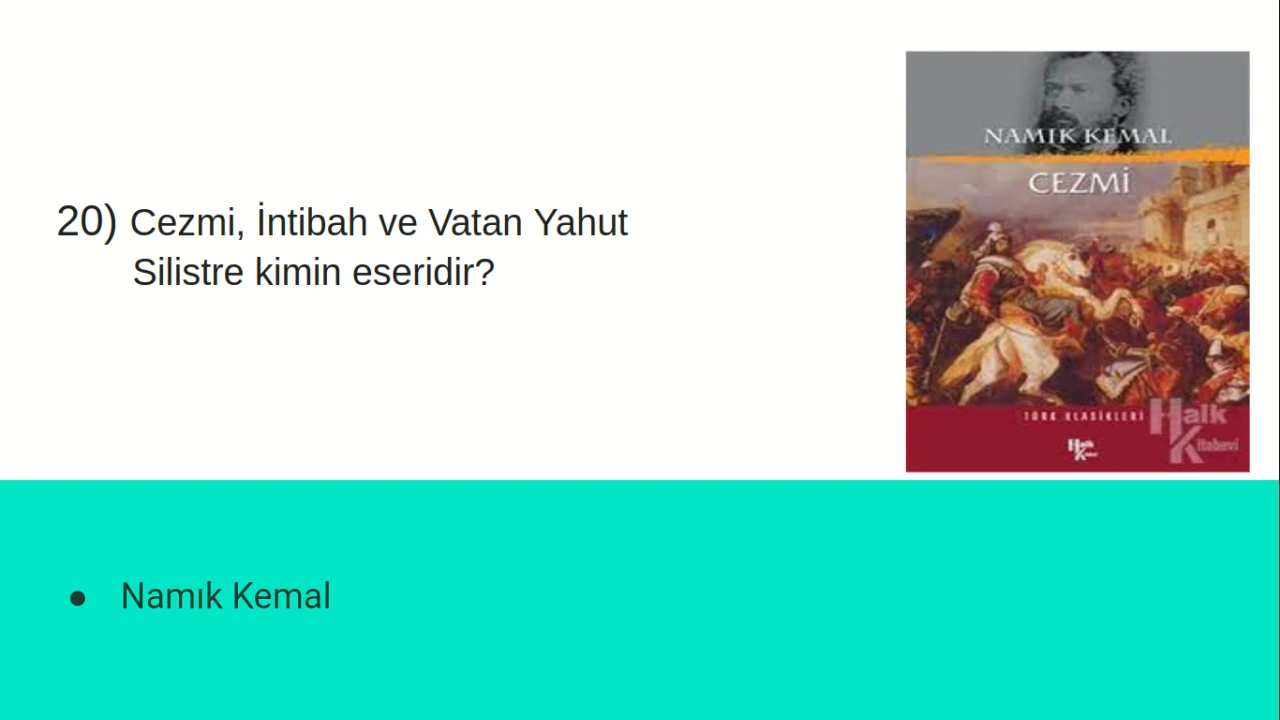 20) Cezmi, İntibah ve Vatan Yahut
Silistre kimin eseridir?
NAMIK KEMAL
CEZMİ
TÜRK KLASİKLERİ
Halk
Kitabevi
Halk
● Namık Kemal